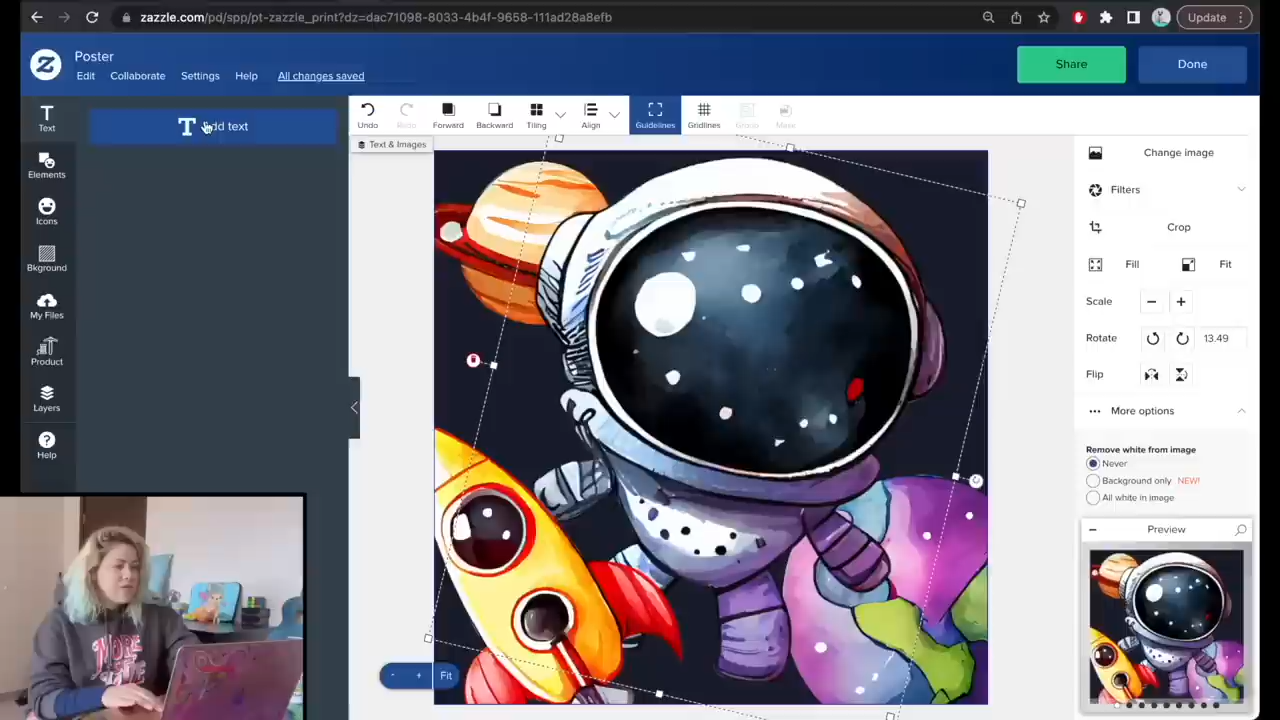 zazzle.com/pd/spp/pt-zazzle_print?dz=dac71098-8033-4b4f-9658-111ad28a8efb
Update
Z
Poster
Edit
Collaborate
Settings
Help
All changes saved
Share
Done
Text
Elements
Icons
Bkground
My Files
Product
Layers
Help
T Add text
Undo
Redo
Forward
Backward
Tiling
Align
Guidelines
Gridlines
Group
Mask
Text & Images
Fit
Change image
Filters
Crop
Fill
Fit
Scale
Rotate
13.49
Flip
More options
Remove white from image
Never
Background only NEW!
All white in image
Preview
MORE